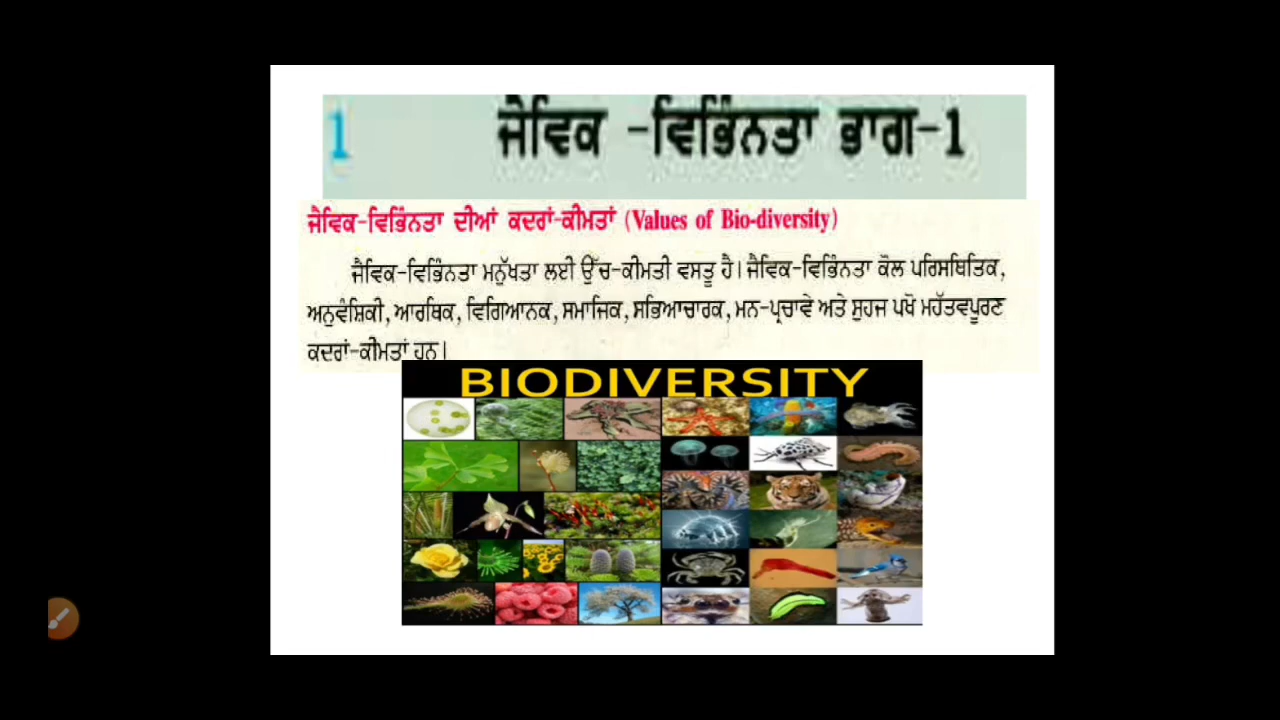 1 ਜੈਵਿਕ -ਵਿਭਿੰਨਤਾ ਭਾਗ-1
ਜੈਵਿਕ-ਵਿਭਿੰਨਤਾ ਦੀਆਂ ਕਦਰਾਂ-ਕੀਮਤਾਂ (Values of Bio-diversity)
ਜੈਵਿਕ-ਵਿਭਿੰਨਤਾ ਮਨੁੱਖਤਾ ਲਈ ਉੱਚ-ਕੀਮਤੀ ਵਸਤੂ ਹੈ। ਜੈਵਿਕ-ਵਿਭਿੰਨਤਾ ਕੋਲ ਪਰਿਸਥਿਤਿਕ,
ਅਨੁਵੰਸ਼ਿਕੀ, ਆਰਥਿਕ, ਵਿਗਿਆਨਕ, ਸਮਾਜਿਕ, ਸਭਿਆਚਾਰਕ, ਮਨ-ਪ੍ਰਚਾਵੇ ਅਤੇ ਸੁਹਜ ਪਖੋਂ ਮਹੱਤਵਪੂਰਣ
ਕਦਰਾਂ-ਕੀਮਤਾਂ ਹਨ।
BIODIVERSITY